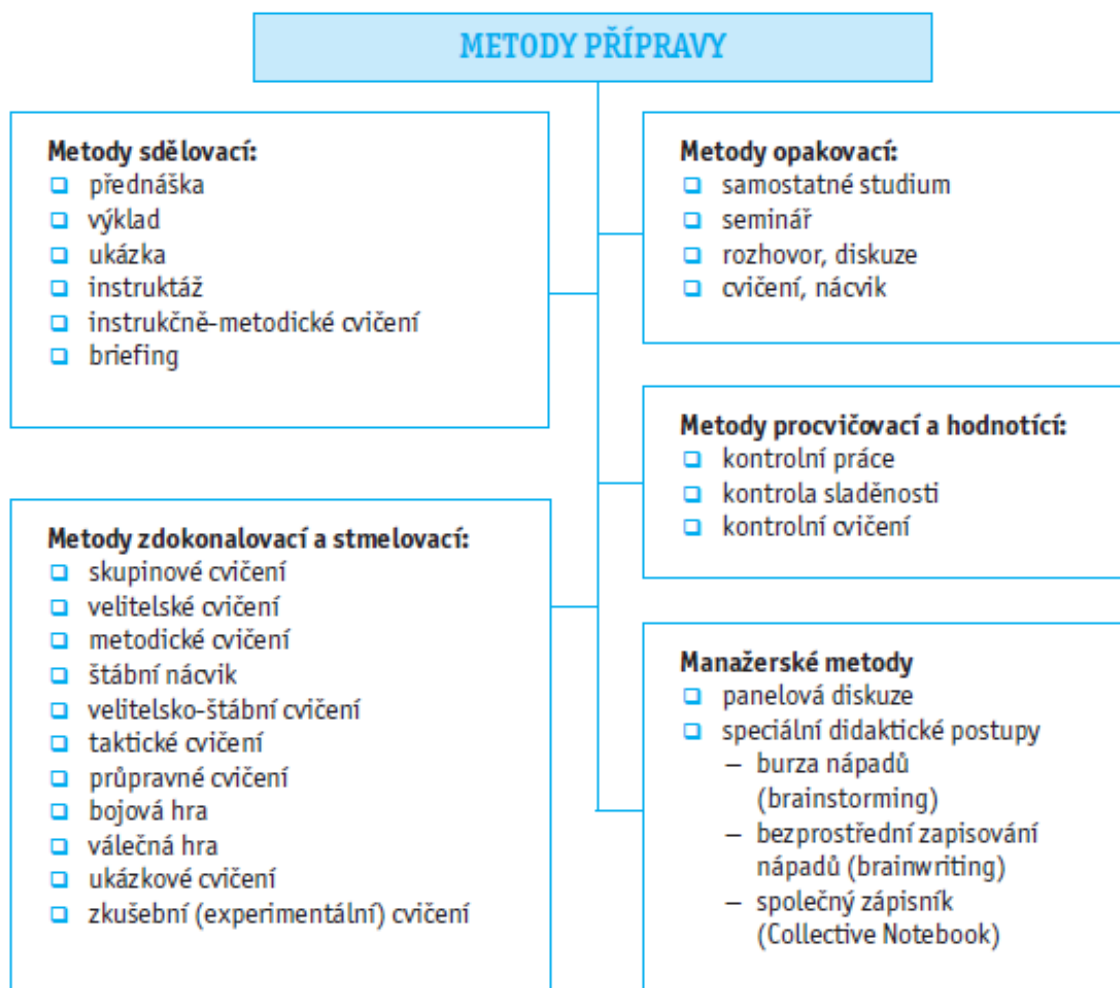 METODY PŘÍPRAVY
Metody sdělovací:
přednáška
výklad
ukázka
instruktáž
instrukčně-metodické cvičení
briefing
Metody zdokonalovací a stmelovací:
skupinové cvičení
velitelské cvičení
metodické cvičení
štábní nácvik
velitelsko-štábní cvičení
taktické cvičení
průpravné cvičení
bojová hra
válečná hra
ukázkové cvičení
zkušební (experimentální) cvičení
Metody opakovací:
samostatné studium
seminář
rozhovor, diskuze
cvičení, nácvik
Metody procvičovací a hodnotící:
kontrolní práce
kontrola sladěnosti
kontrolní cvičení
Manažerské metody
panelová diskuze
speciální didaktické postupy
– burza nápadů
(brainstorming)
– bezprostřední zapisování
nápadů (brainwriting)
– společný zápisník
(Collective Notebook)